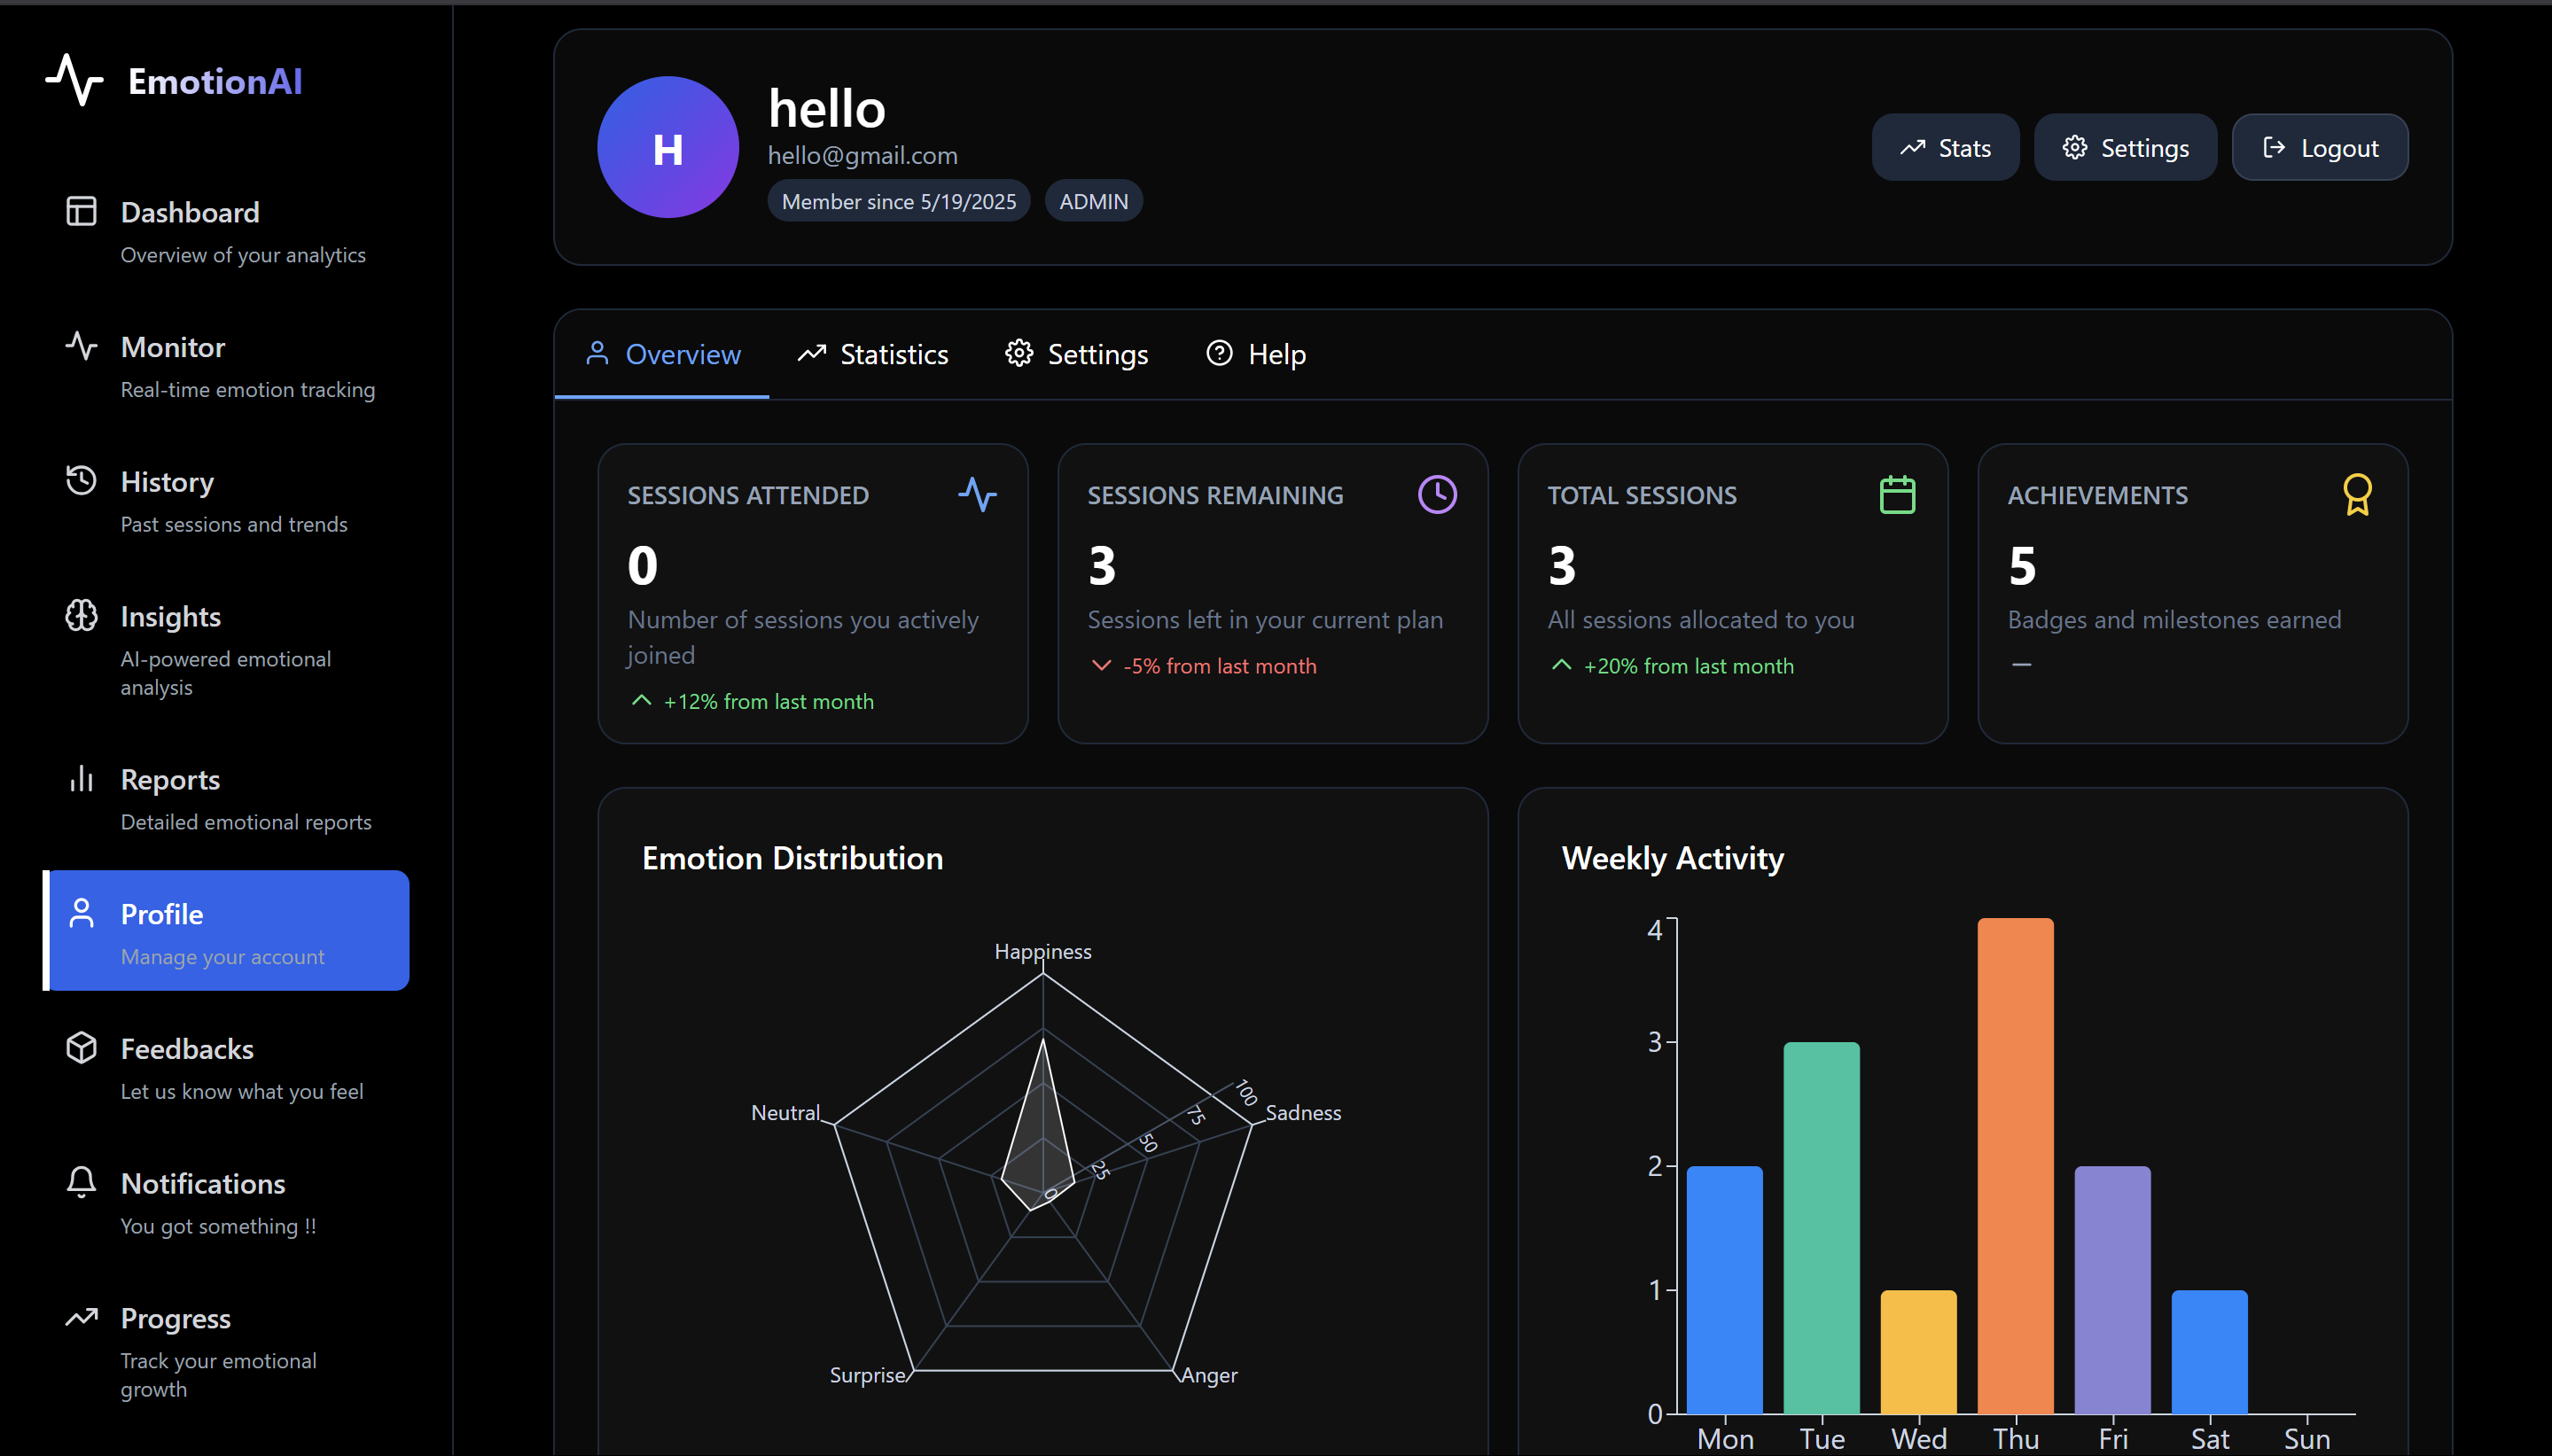 EmotionAI
Dashboard
Overview of your analytics
Monitor
Real-time emotion tracking
History
Past sessions and trends
Insights
AI-powered emotional
analysis
Reports
Detailed emotional reports
Profile
Manage your account
Feedbacks
Let us know what you feel
Notifications
You got something !!
Progress
Track your emotional
growth
H
hello
hello@gmail.com
Member since 5/19/2025
ADMIN
Stats
Settings
Logout
Overview
Statistics
Settings
Help
SESSIONS ATTENDED
0
Number of sessions you actively
joined
+12% from last month
SESSIONS REMAINING
3
Sessions left in your current plan
-5% from last month
TOTAL SESSIONS
3
All sessions allocated to you
+20% from last month
ACHIEVEMENTS
5
Badges and milestones earned
Emotion Distribution
Happiness
Neutral
Sadness
100
75
50
25
0
Surprise
Anger
Weekly Activity
4
3
2
1
0
Mon Tue Wed Thu Fri Sat Sun